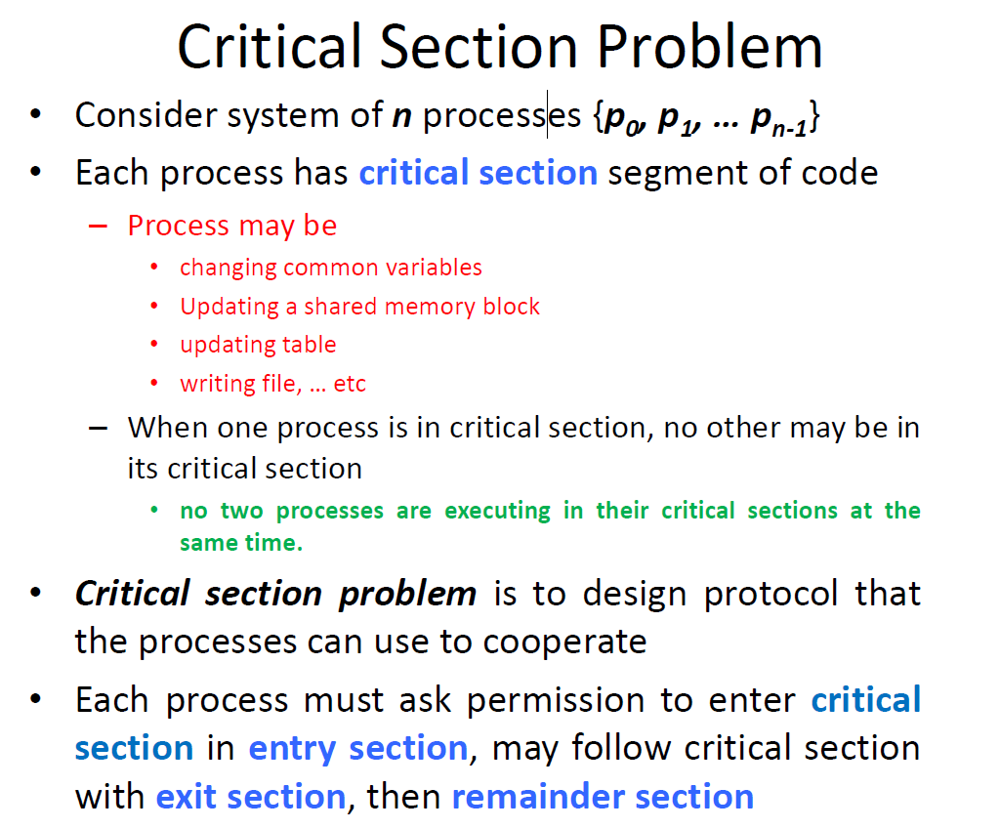 Critical Section Problem
• Consider system of n processes {p0, p1, … pn-1}
• Each process has critical section segment of code
– Process may be
• changing common variables
• Updating a shared memory block
• updating table
• writing file, … etc
– When one process is in critical section, no other may be in
its critical section
• no two processes are executing in their critical sections at the
same time.
• Critical section problem is to design protocol that
the processes can use to cooperate
• Each process must ask permission to enter critical
section in entry section, may follow critical section
with exit section, then remainder section